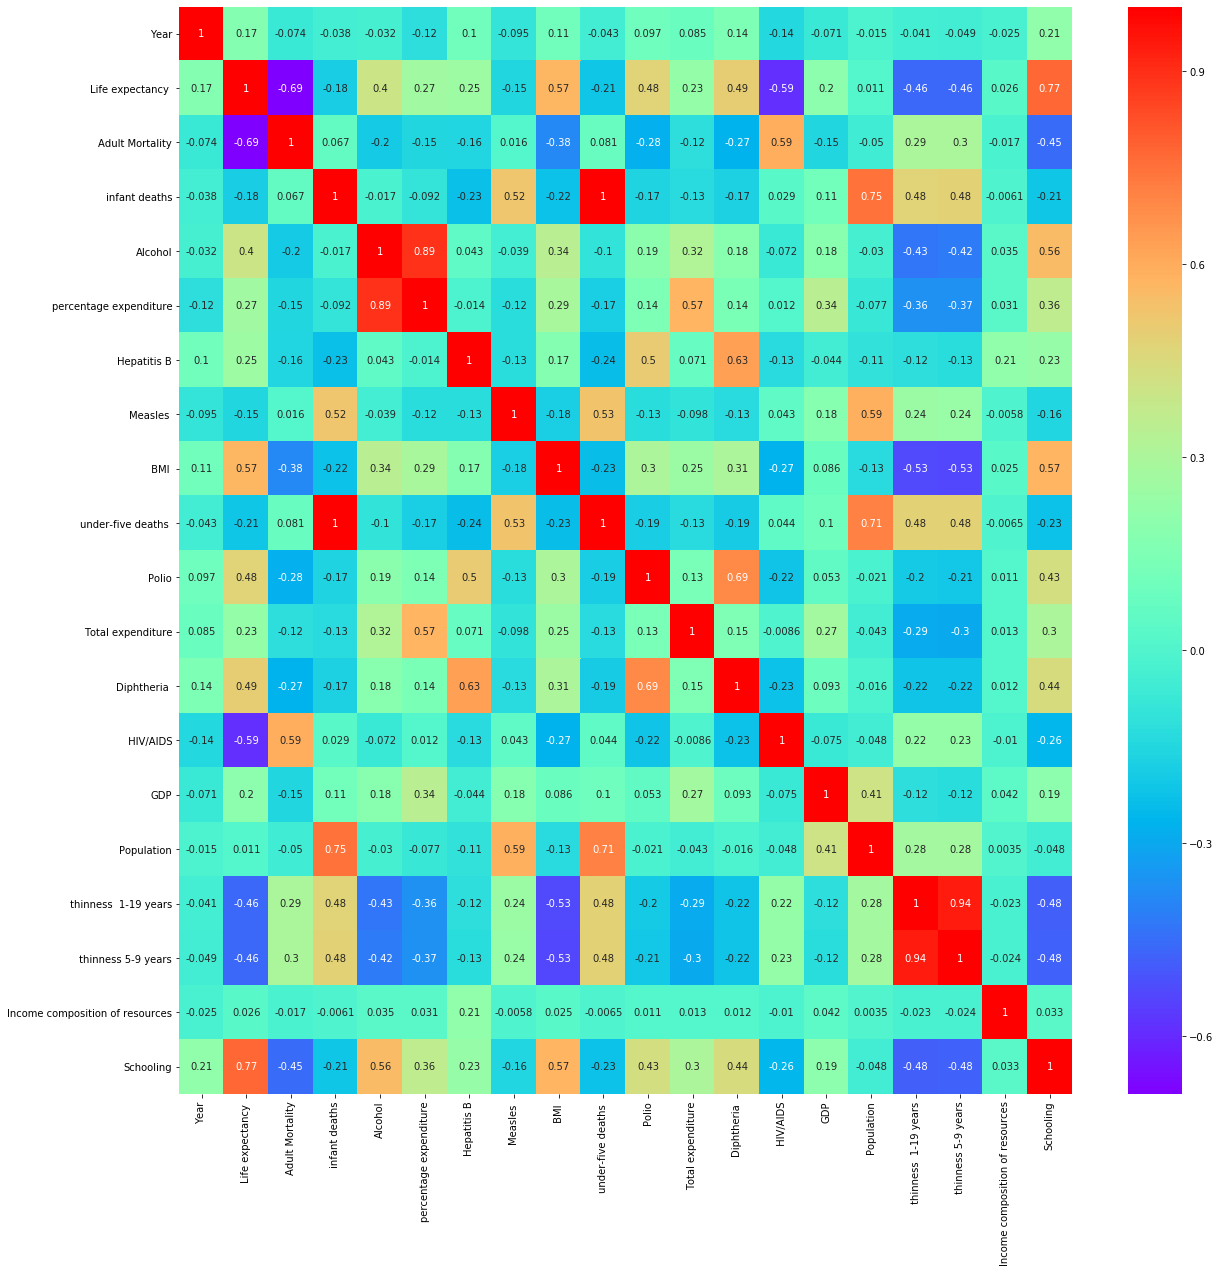 Year 1 0.17 -0.074 -0.038 -0.032 -0.12 0.1 -0.095 0.11 -0.043 0.097 0.085 0.14 -0.14 -0.071 -0.015 -0.041 -0.049 -0.025 0.21
Life expectancy 0.17 1 -0.69 -0.18 0.4 0.27 0.25 -0.15 0.57 -0.21 0.48 0.23 0.49 -0.59 0.2 0.011 -0.46 -0.46 0.026 0.77
Adult Mortality -0.074 -0.69 1 0.067 -0.2 -0.15 -0.16 0.016 -0.38 0.081 -0.28 -0.12 -0.27 0.59 -0.15 -0.05 0.29 0.3 -0.017 -0.45
infant deaths -0.038 -0.18 0.067 1 -0.017 -0.092 -0.23 0.52 -0.22 1 -0.17 -0.13 -0.17 0.029 0.11 0.75 0.48 0.48 -0.0061 -0.21
Alcohol -0.032 0.4 -0.2 -0.017 1 0.89 0.043 -0.039 0.34 -0.1 0.19 0.32 0.18 -0.072 0.18 -0.03 -0.43 -0.42 0.035 0.56
percentage expenditure -0.12 0.27 -0.15 -0.092 0.89 1 -0.014 -0.12 0.29 -0.17 0.14 0.57 0.14 0.012 0.34 -0.077 -0.36 -0.37 0.031 0.36
Hepatitis B 0.1 0.25 -0.16 -0.23 0.043 -0.014 1 -0.13 0.17 -0.24 0.5 0.071 0.63 -0.13 -0.044 -0.11 -0.12 -0.13 0.21 0.23
Measles -0.095 -0.15 0.016 0.52 -0.039 -0.12 -0.13 1 -0.18 0.53 -0.13 -0.098 -0.13 0.043 0.18 0.59 0.24 0.24 -0.0058 -0.16
BMI 0.11 0.57 -0.38 -0.22 0.34 0.29 0.17 -0.18 1 -0.23 0.3 0.25 0.31 -0.27 0.086 -0.13 -0.53 -0.53 0.025 0.57
under-five deaths -0.043 -0.21 0.081 1 -0.1 -0.17 -0.24 0.53 -0.23 1 -0.19 -0.13 -0.19 0.044 0.1 0.71 0.48 0.48 -0.0065 -0.23
Polio 0.097 0.48 -0.28 -0.17 0.19 0.14 0.5 -0.13 0.3 -0.19 1 0.13 0.69 -0.22 0.053 -0.021 -0.2 -0.21 0.011 0.43
Total expenditure 0.085 0.23 -0.12 -0.13 0.32 0.57 0.071 -0.098 0.25 -0.13 0.13 1 0.15 -0.0086 0.27 -0.043 -0.29 -0.3 0.013 0.3
Diphtheria 0.14 0.49 -0.27 -0.17 0.18 0.14 0.63 -0.13 0.31 -0.19 0.69 0.15 1 -0.23 0.093 -0.016 -0.22 -0.22 0.012 0.44
HIV/AIDS -0.14 -0.59 0.59 0.029 -0.072 0.012 -0.13 0.043 -0.27 0.044 -0.22 -0.0086 -0.23 1 -0.075 -0.048 0.22 0.23 -0.01 -0.26
GDP -0.071 0.2 -0.15 0.11 0.18 0.34 -0.044 0.18 0.086 0.1 0.053 0.27 0.093 -0.075 1 0.41 -0.12 -0.12 0.042 0.19
Population -0.015 0.011 -0.05 0.75 -0.03 -0.077 -0.11 0.59 -0.13 0.71 -0.021 -0.043 -0.016 -0.048 0.41 1 0.28 0.28 0.0035 -0.048
thinness 1-19 years -0.041 -0.46 0.29 0.48 -0.43 -0.36 -0.12 0.24 -0.53 0.48 -0.2 -0.29 -0.22 0.22 -0.12 0.28 1 0.94 -0.023 -0.48
thinness 5-9 years -0.049 -0.46 0.3 0.48 -0.42 -0.37 -0.13 0.24 -0.53 0.48 -0.21 -0.3 -0.22 0.23 -0.12 0.28 0.94 1 -0.024 -0.48
Income composition of resources -0.025 0.026 -0.017 -0.0061 0.035 0.031 0.21 -0.0058 0.025 -0.0065 0.011 0.013 0.012 -0.01 0.042 0.0035 -0.023 -0.024 1 0.033
Schooling 0.21 0.77 -0.45 -0.21 0.56 0.36 0.23 -0.16 0.57 -0.23 0.43 0.3 0.44 -0.26 0.19 -0.048 -0.48 -0.48 0.033 1
Year
Life expectancy
Adult Mortality
infant deaths
Alcohol
percentage expenditure
Hepatitis B
Measles
BMI
under-five deaths
Polio
Total expenditure
Diphtheria
HIV/AIDS
GDP
Population
thinness 1-19 years
thinness 5-9 years
Income composition of resources
Schooling
0.9
0.6
0.3
0.0
−0.3
−0.6